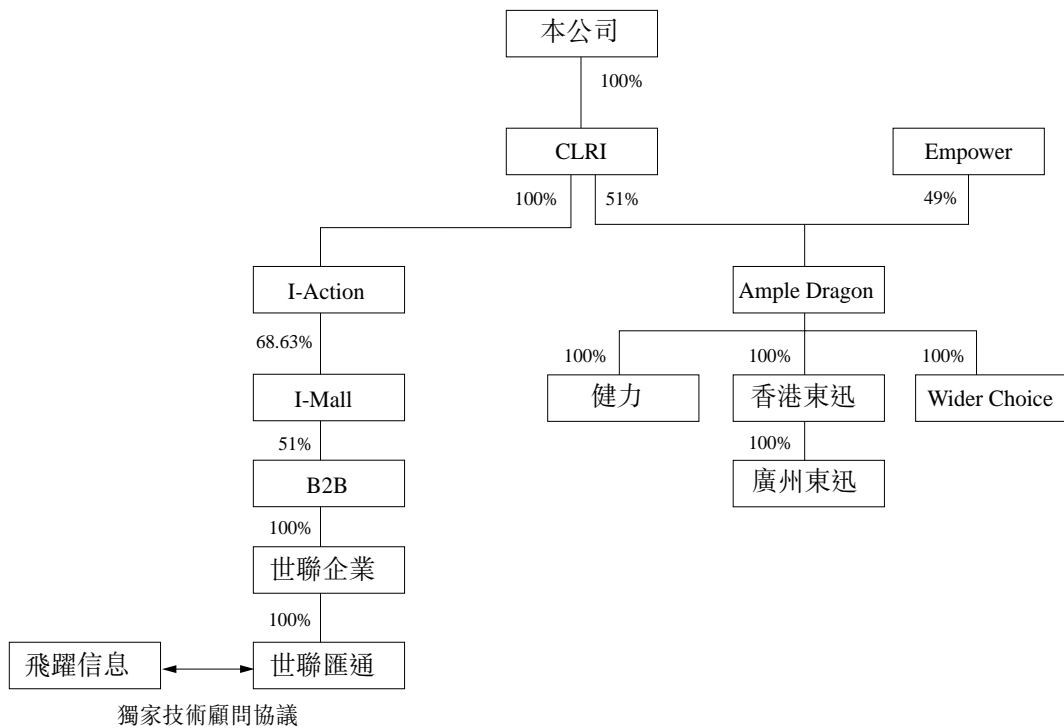 本公司
100%
CLRI
Empower
100%
51%
49%
I-Action
Ample Dragon
68.63%
100%
100%
100%
I-Mall
健力
香港東迅
Wider Choice
51%
100%
B2B
廣州東迅
100%
世聯企業
100%
飛躍信息
世聯匯通
獨家技術顧問協議